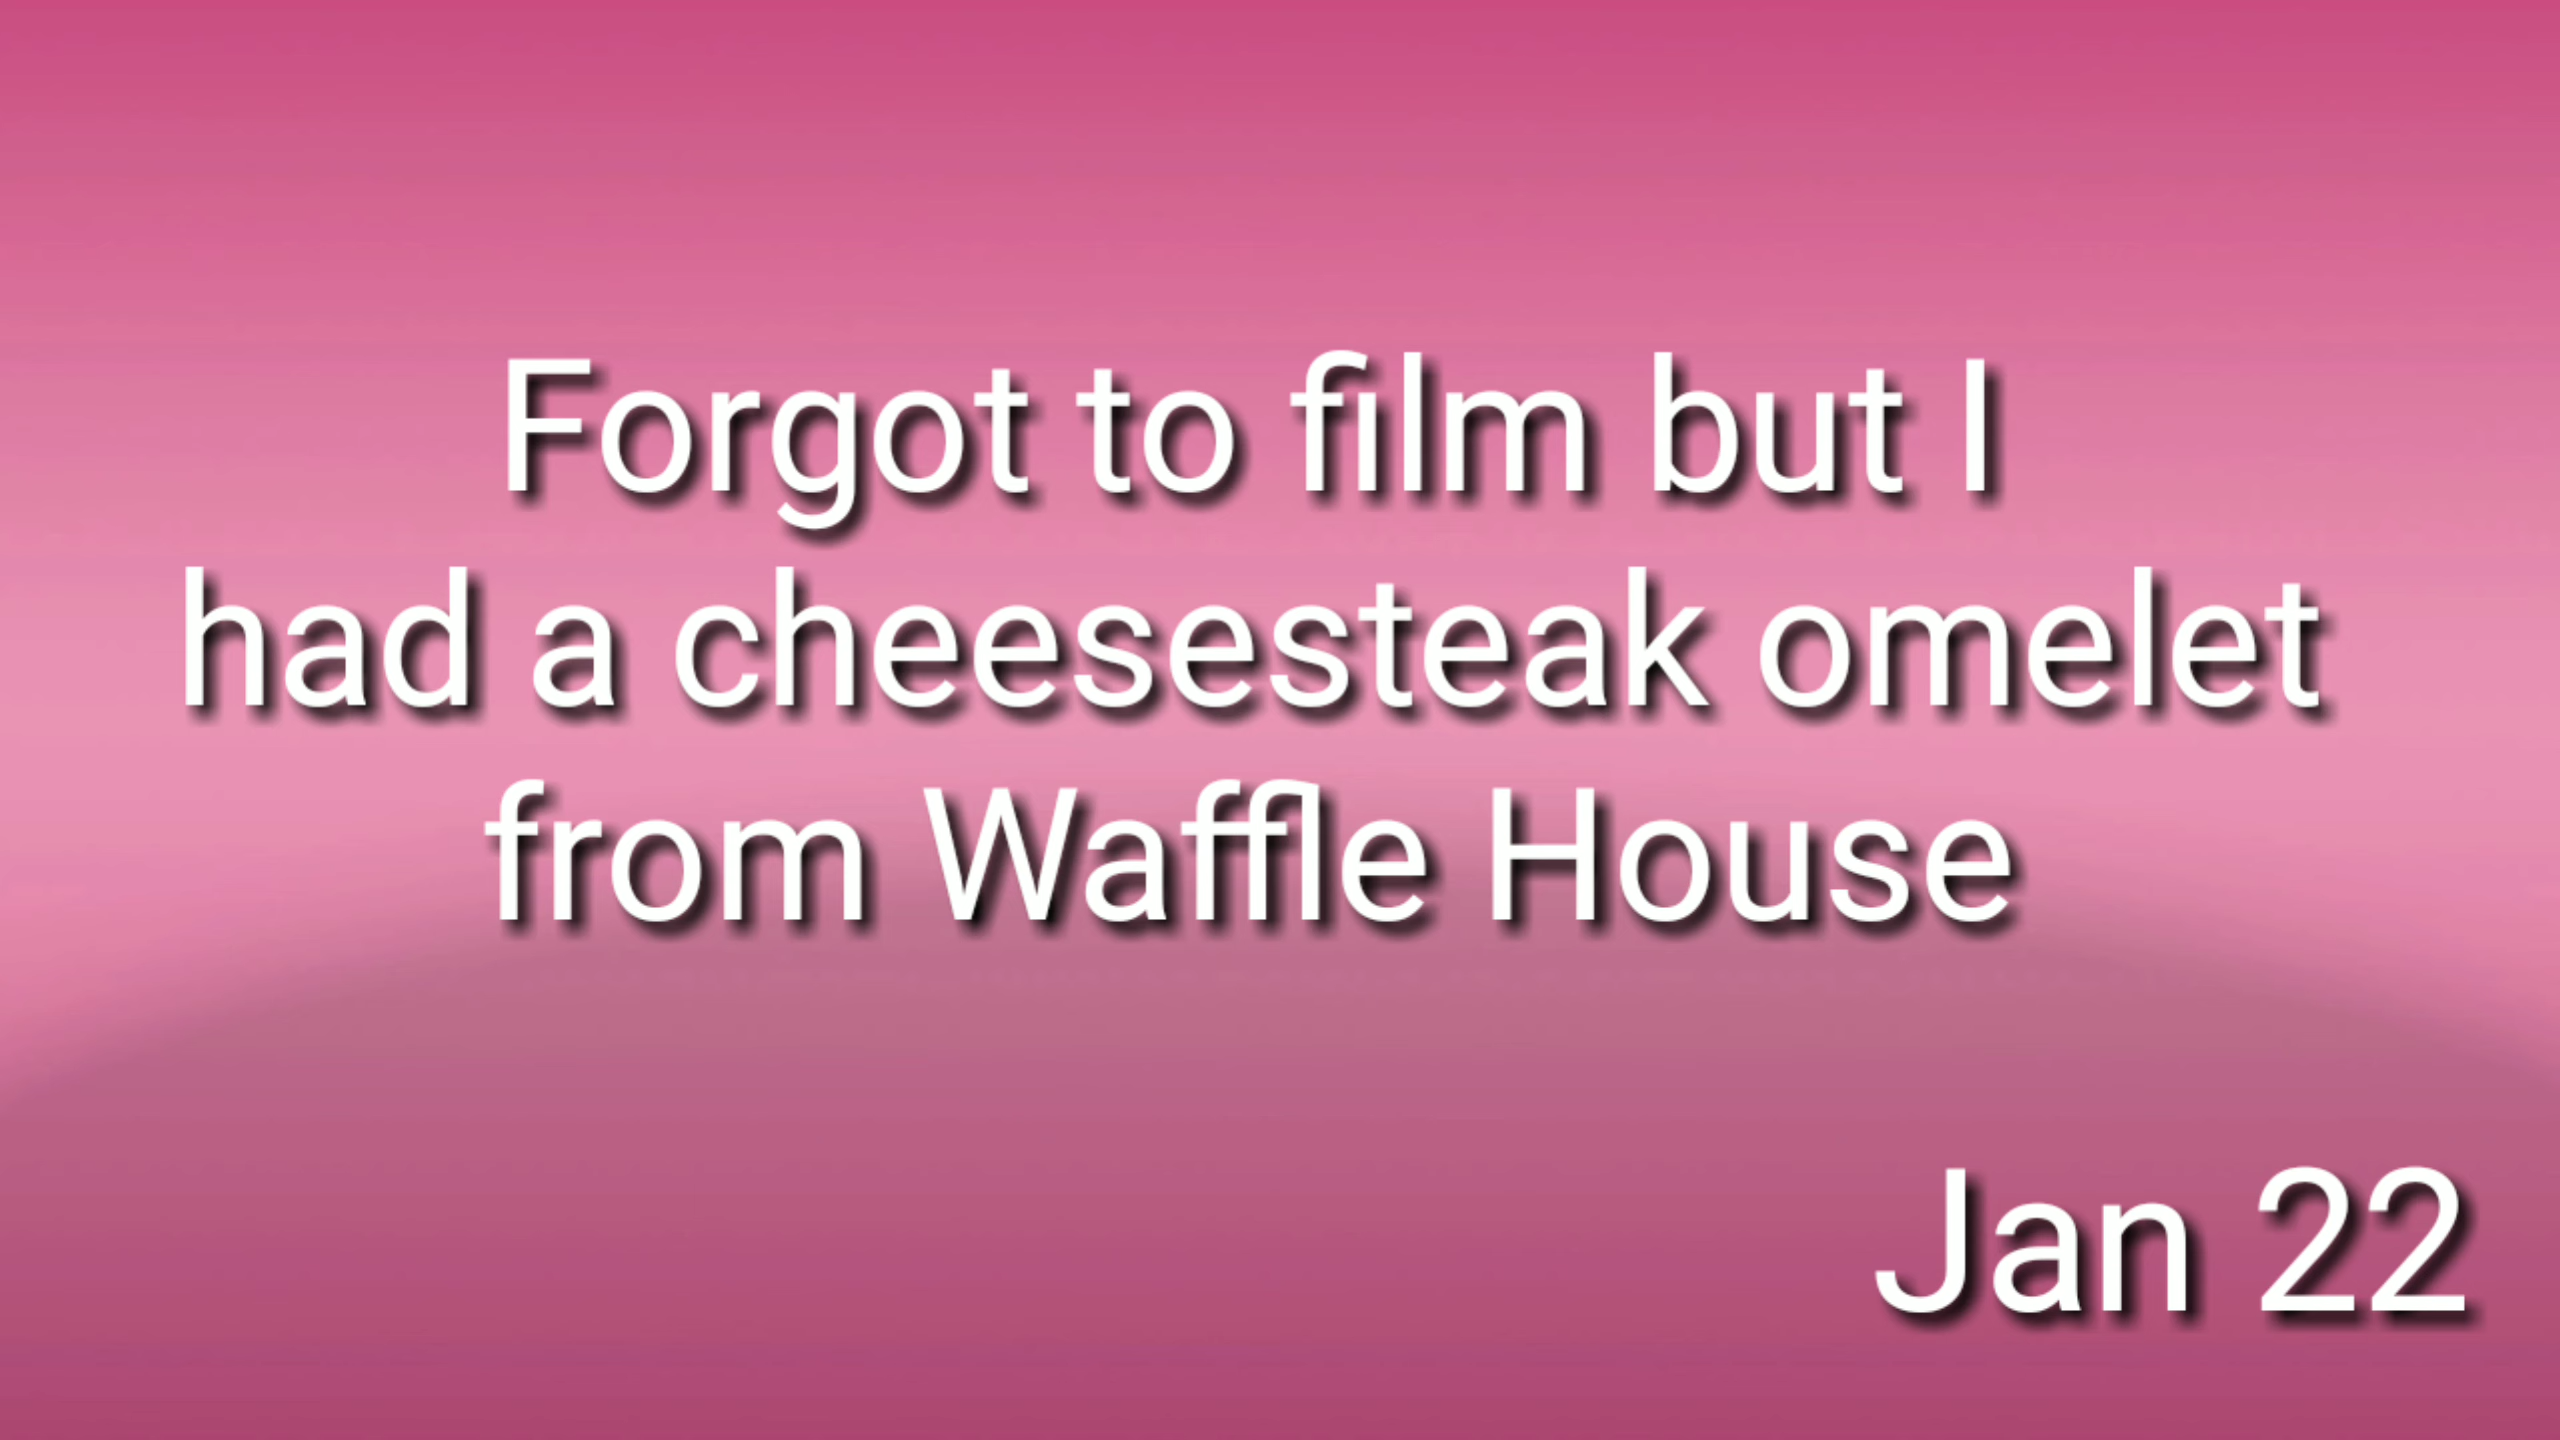 Forgot to film but I
had a cheesesteak omelet
from Waffle House
Jan 22